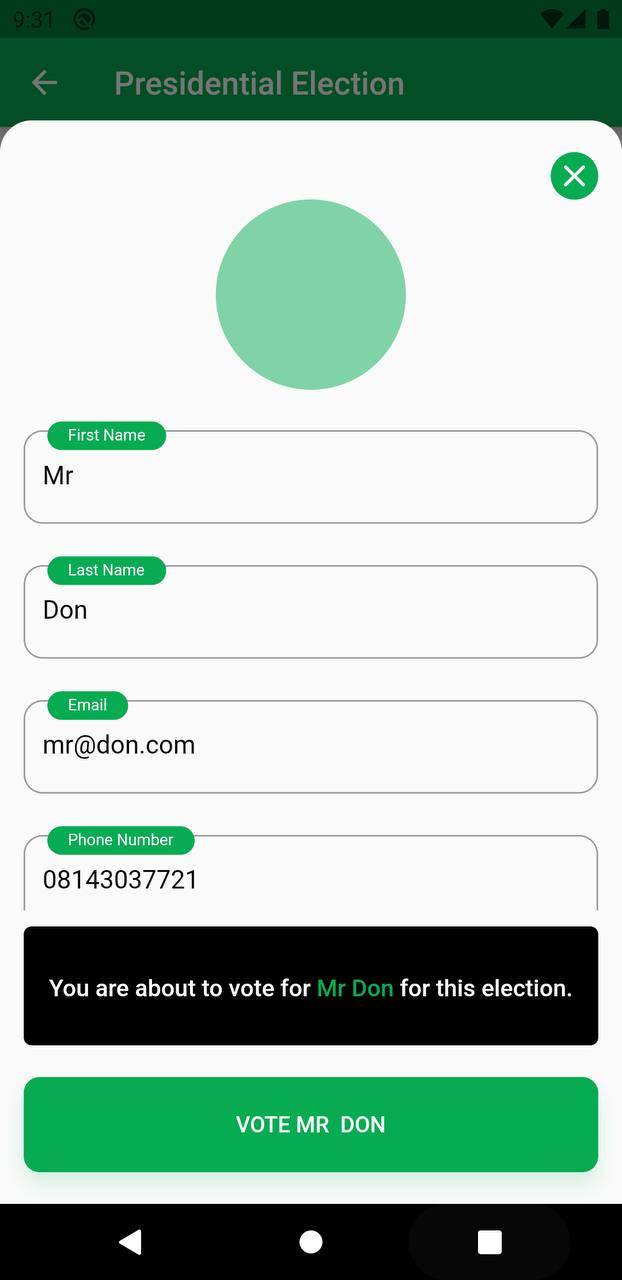 9:31
Presidential Election
First Name
Mr
Last Name
Don
Email
mr@don.com
Phone Number
08143037721
You are about to vote for Mr Don for this election.
VOTE MR  DON